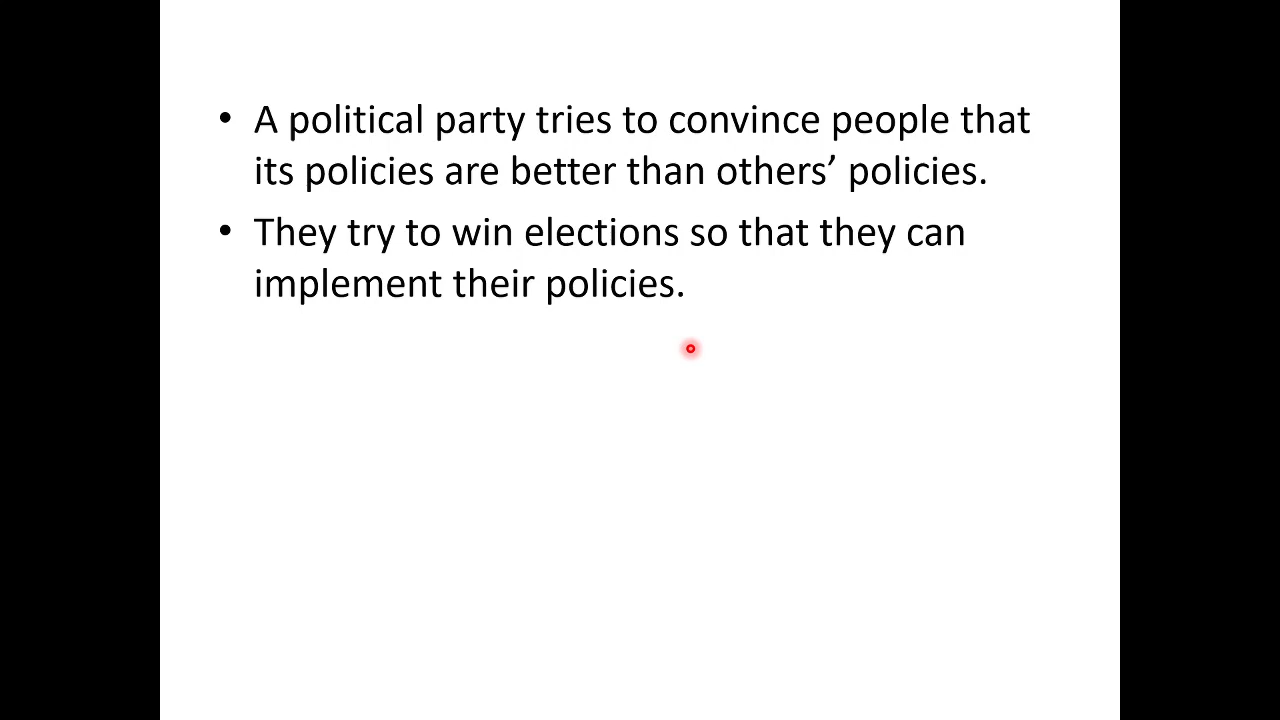 • A political party tries to convince people that
its policies are better than others’ policies.
• They try to win elections so that they can
implement their policies.